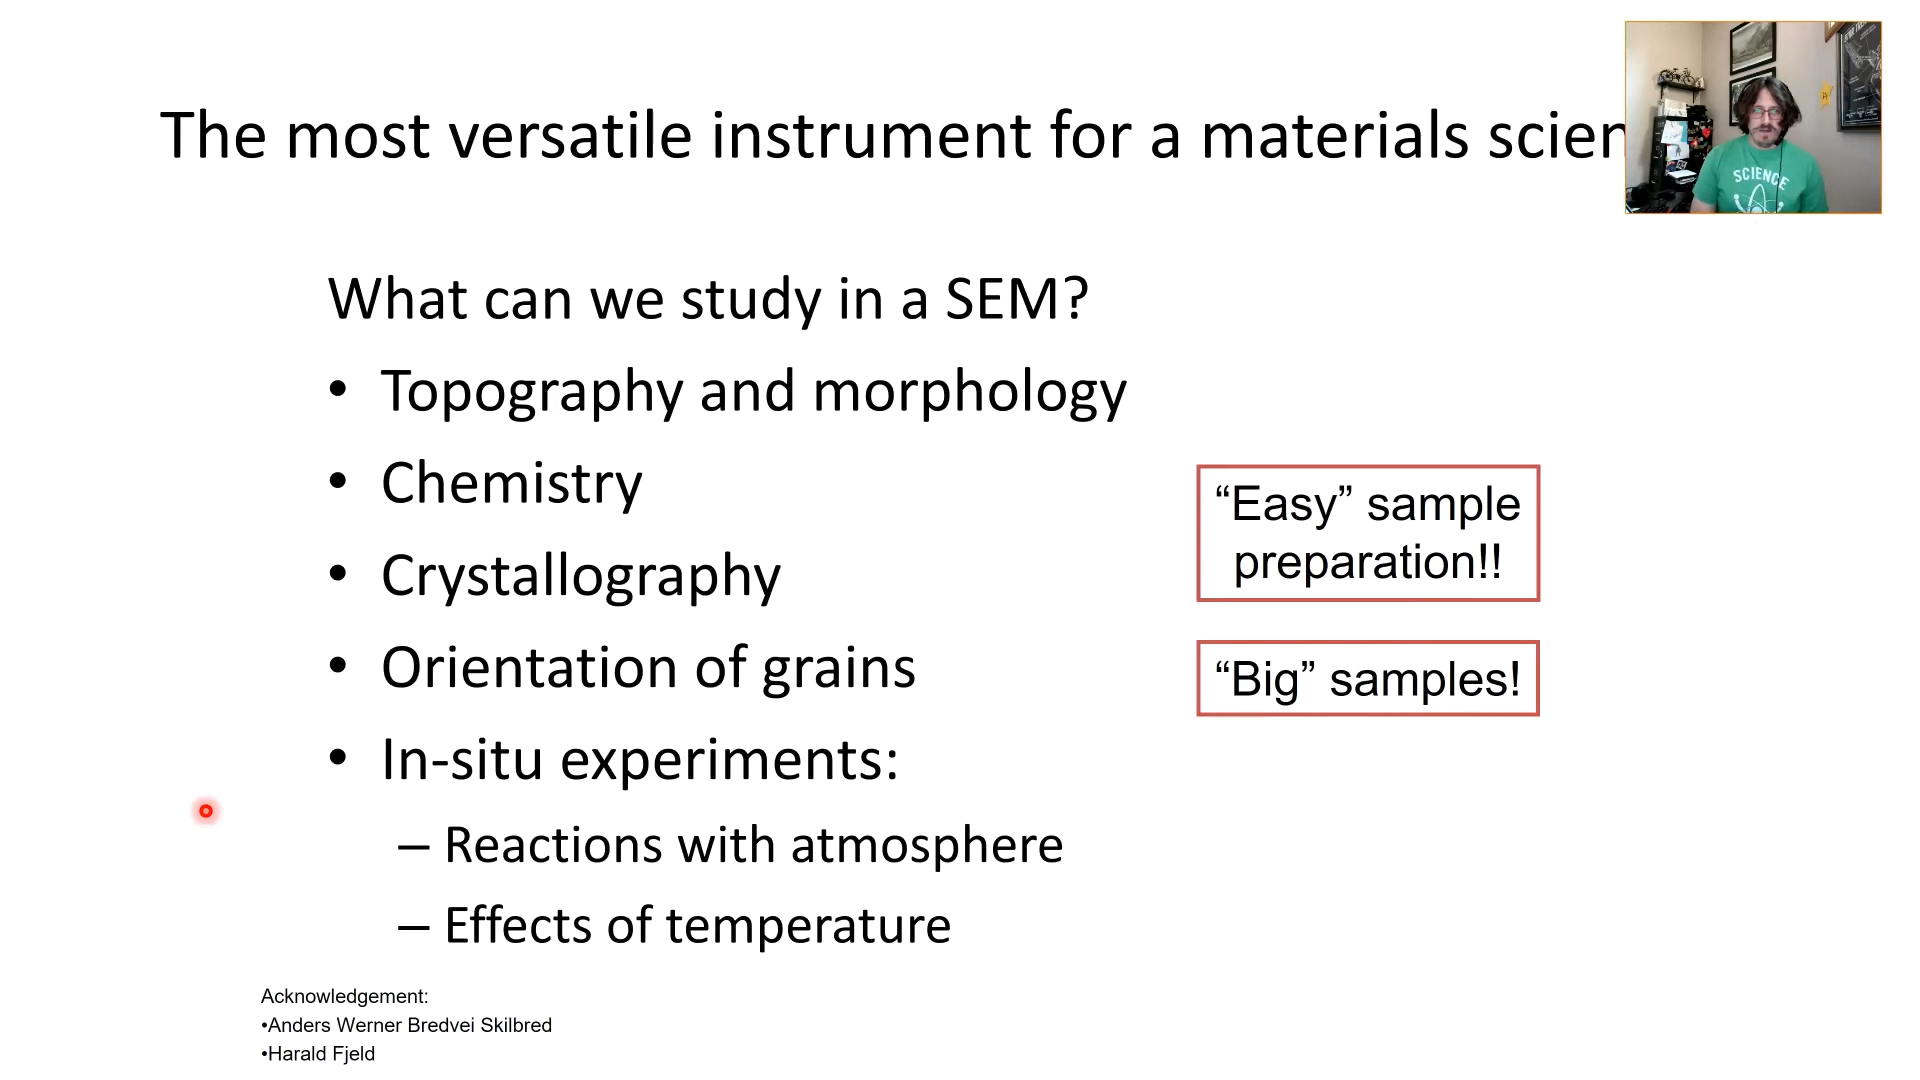 The most versatile instrument for a materials scien
SCIENCE
What can we study in a SEM?
• Topography and morphology
• Chemistry
• Crystallography
• Orientation of grains
• In-situ experiments:
– Reactions with atmosphere
– Effects of temperature
“Easy” sample
preparation!!
“Big” samples!
Acknowledgement:
•Anders Werner Bredvei Skilbred
•Harald Fjeld